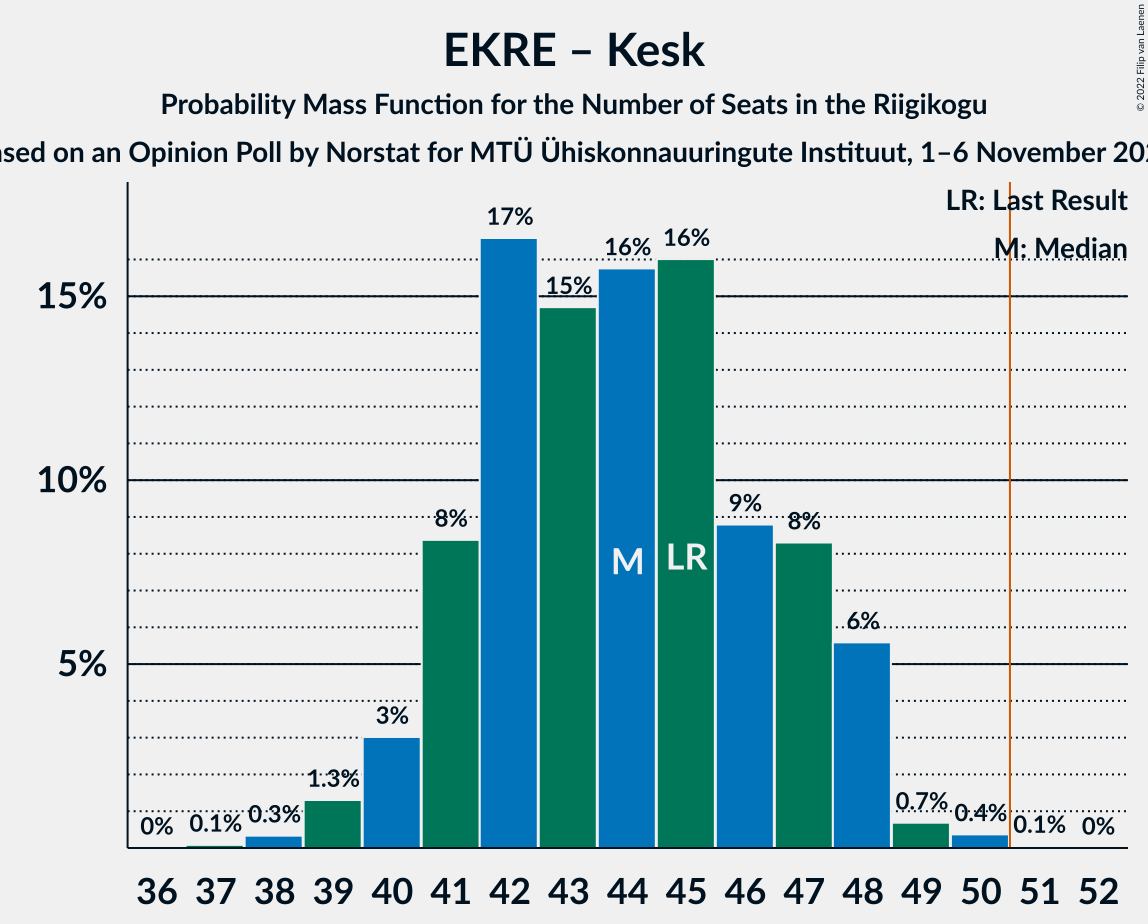 EKRE – Kesk
Probability Mass Function for the Number of Seats in the Riigikogu
ased on an Opinion Poll by Norstat for MTÜ Ühiskonnauuringute Instituut, 1–6 November 202
© 2022 Filip van Laenen
LR: Last Result
M: Median
17%
16%
16%
15%
15%
10%
9%
8%
8%
M
LR
6%
5%
3%
1.3%
0.7%
0.3%
0.4%
0%
0.1%
0.1%
0%
36 37 38 39 40 41 42 43 44 45 46 47 48 49 50 51 52